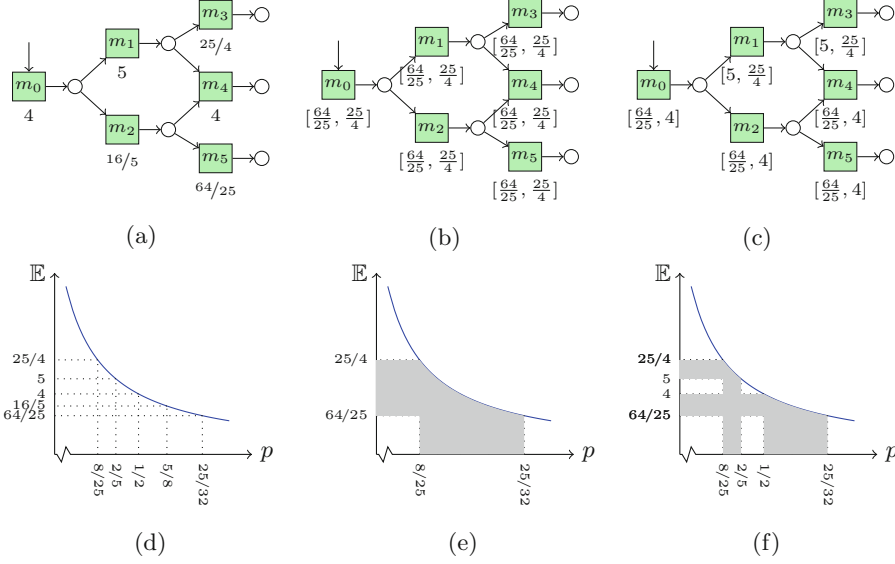 m₃
m₁
25/4
m₀
5
m₄
4
m₂
4
16/5
m₅
64/25
(a)
m₃
m₁
[64/25, 25/4]
m₀
[64/25, 25/4]
m₄
[64/25, 25/4]
m₂
[64/25, 25/4]
[64/25, 25/4]
m₅
[64/25, 25/4]
(b)
m₃
m₁
[5, 25/4]
m₀
[5, 25/4]
m₄
[64/25, 4]
m₂
[64/25, 4]
[64/25, 4]
m₅
[64/25, 4]
(c)
𝔼
25/4
5
4
16/5
64/25
p
8/25
2/5
1/2
5/8
25/32
(d)
𝔼
25/4
64/25
p
8/25
25/32
(e)
𝔼
25/4
5
4
64/25
p
8/25
2/5
1/2
25/32
(f)